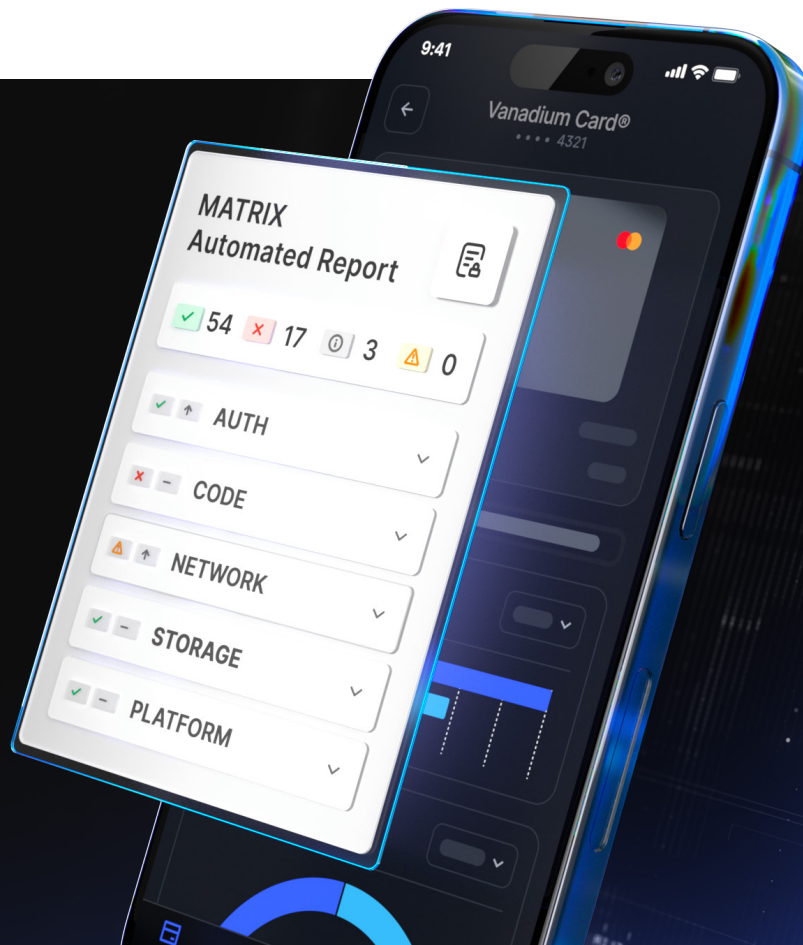 9:41
Vanadium Card®
•••• 4321
MATRIX
Automated Report
54 17 3 0
AUTH
CODE
NETWORK
STORAGE
PLATFORM